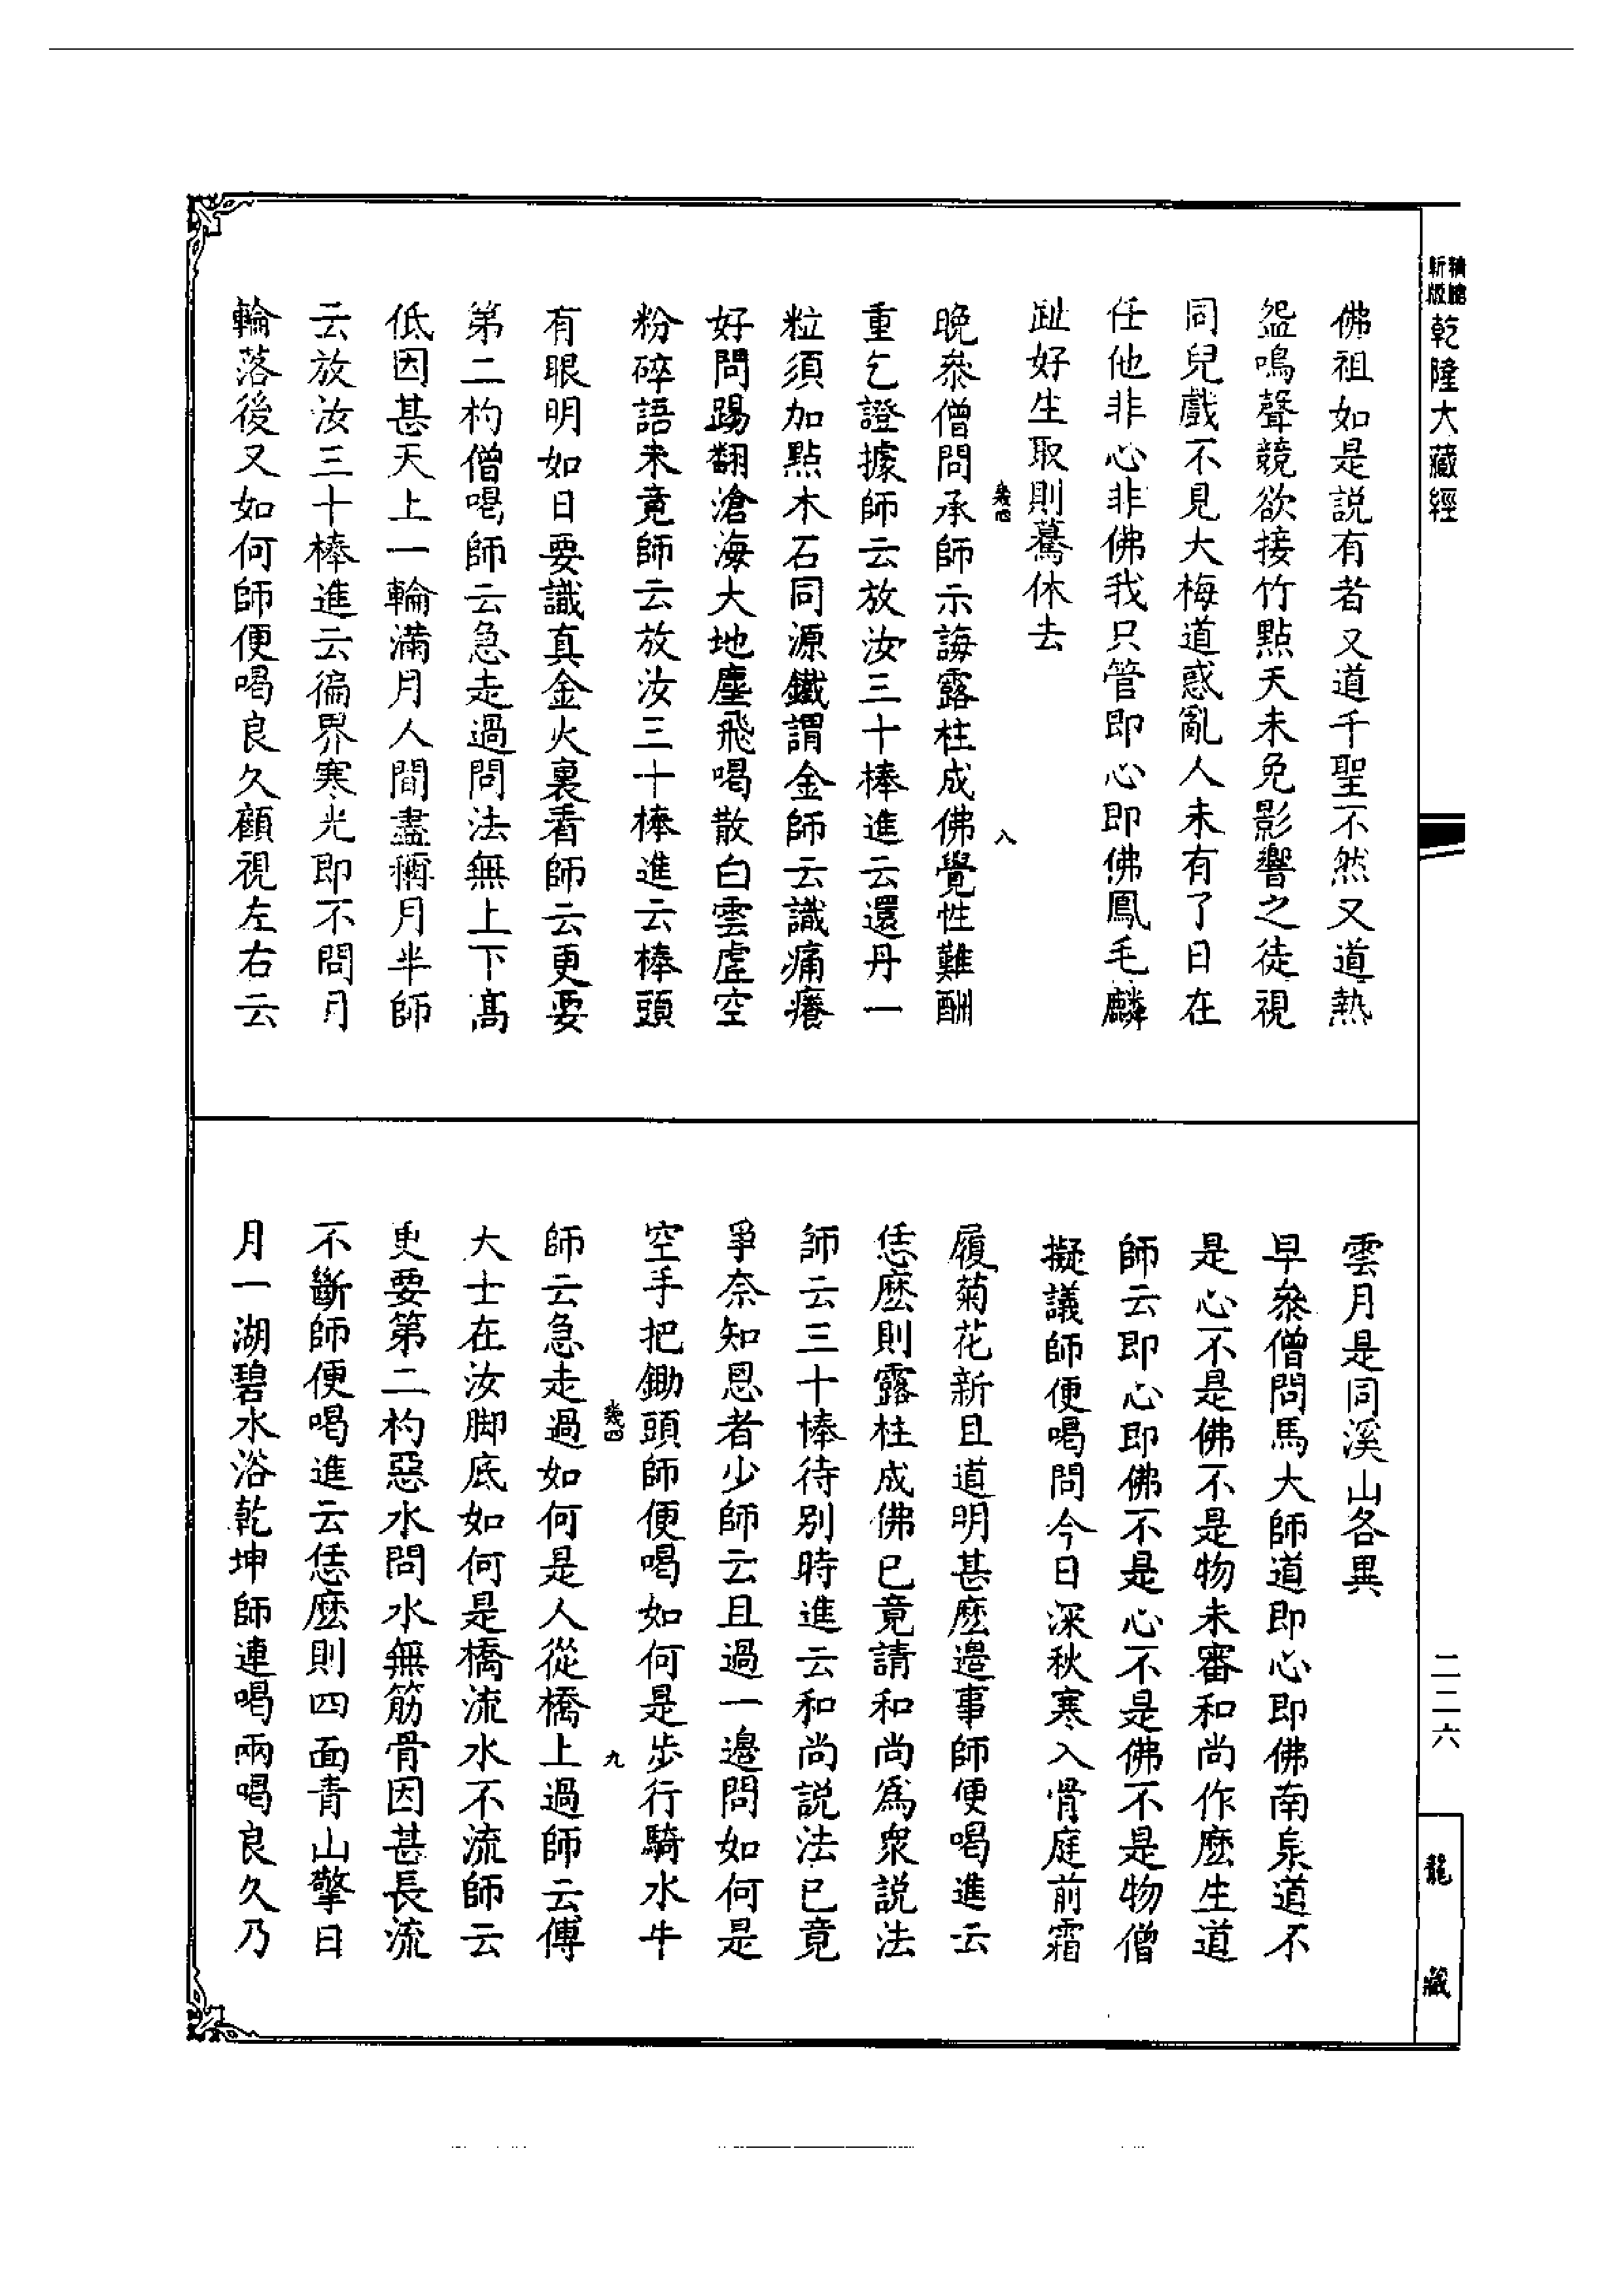 精縮
新版
乾隆大藏經
佛祖如是説有者又道千聖不然又道熱
盌鳴聲競欲接竹點天未免影響之徒視
同兒戲不見大梅道惑亂人未有了日在
任他非心非佛我只管即心即佛鳳毛麟
趾好生取則驀休去
幾四
八
晚參僧問承師示誨露柱成佛覺性難酬
重乞證據師云放汝三十棒進云還丹一
粒須加點木石同源鐵謂金師云識痛癢
好問踢翻滄海大地塵飛喝散白雲虛空
粉碎語未竟師云放汝三十棒進云棒頭
有眼明如日要識真金火裏看師云更要
第二杓僧喝師云急走過問法無上下高
低因甚天上一輪滿月人間盡稱月半師
云放汝三十棒進云徧界寒光即不問月
輪落後又如何師便喝良久顧視左右云
雲月是同溪山各異
早參僧問馬大師道即心即佛南泉道不
是心不是佛不是物未審和尚作麽生道
師云即心即佛不是心不是佛不是物僧
擬議師便喝問今日深秋寒入骨庭前霜
履菊花新且道明甚麽邊事師便喝進云
恁麽則露柱成佛已竟請和尚爲衆説法
師云三十棒待别時進云和尚説法已竟
爭奈知恩者少師云且過一邊問如何是
空手把鋤頭師便喝如何是步行騎水牛
幾四
九
師云急走過如何是人從橋上過師云傅
大士在汝脚底如何是橋流水不流師云
更要第二杓惡水問水無筋骨因甚長流
不斷師便喝進云恁麽則四面青山擎日
月一湖碧水浴乾坤師連喝兩喝良久乃
二二六
龍藏